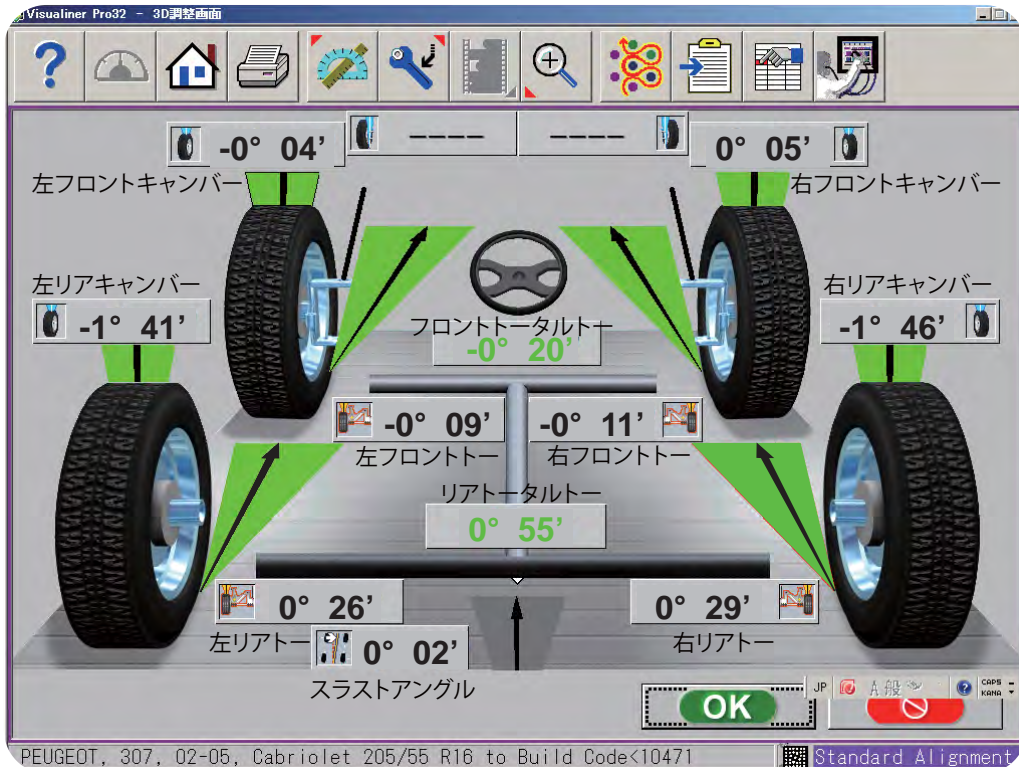 Visualiner Pro32 － 3D調整画面
-0° 04’
----
----
0° 05’
左フロントキャンバー
右フロントキャンバー
左リアキャンバー
右リアキャンバー
-1° 41’
-1° 46’
フロントトータルトー
-0° 20’
-0° 09’
-0° 11’
左フロントトー
右フロントトー
リアトータルトー
0° 55’
0° 26’
0° 29’
左リアトー
右リアトー
0° 02’
スラストアングル
JP A 般 CAPS
KANA
OK
PEUGEOT, 307, 02-05, Cabriolet 205/55 R16 to Build Code<10471
Standard Alignment